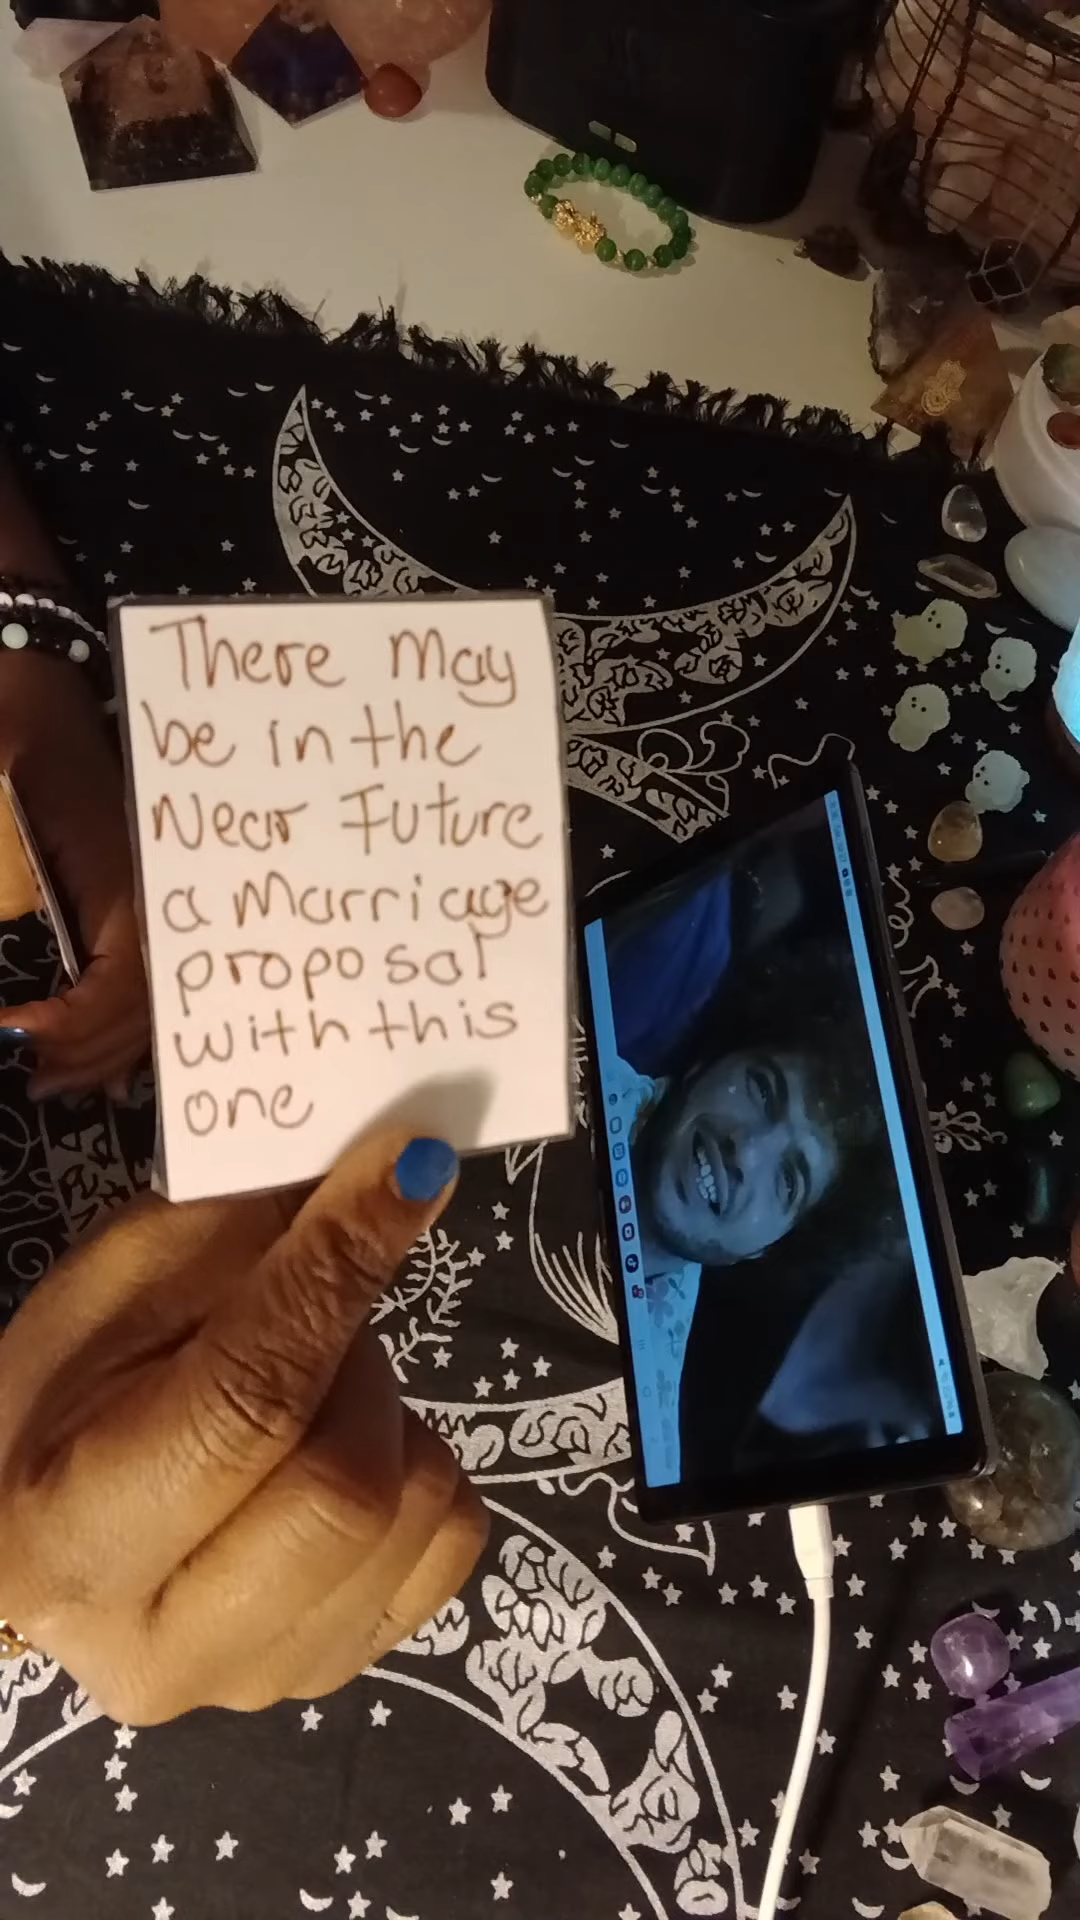 There May
be in the
Near Future
a Marriage
proposal
with this
one